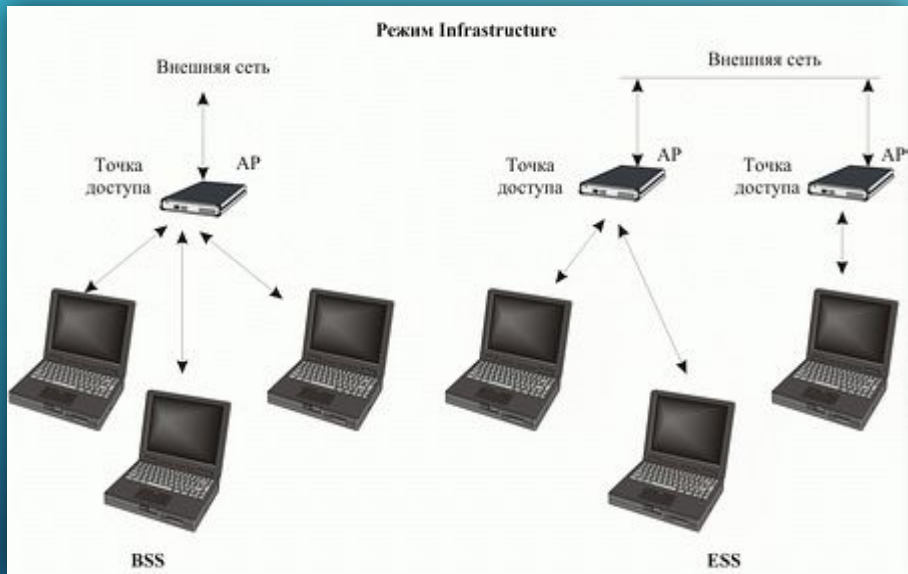 Режим Infrastructure
Внешняя сеть
Точка
доступа
AP
BSS
Внешняя сеть
Точка
доступа
AP
Точка
доступа
AP
ESS